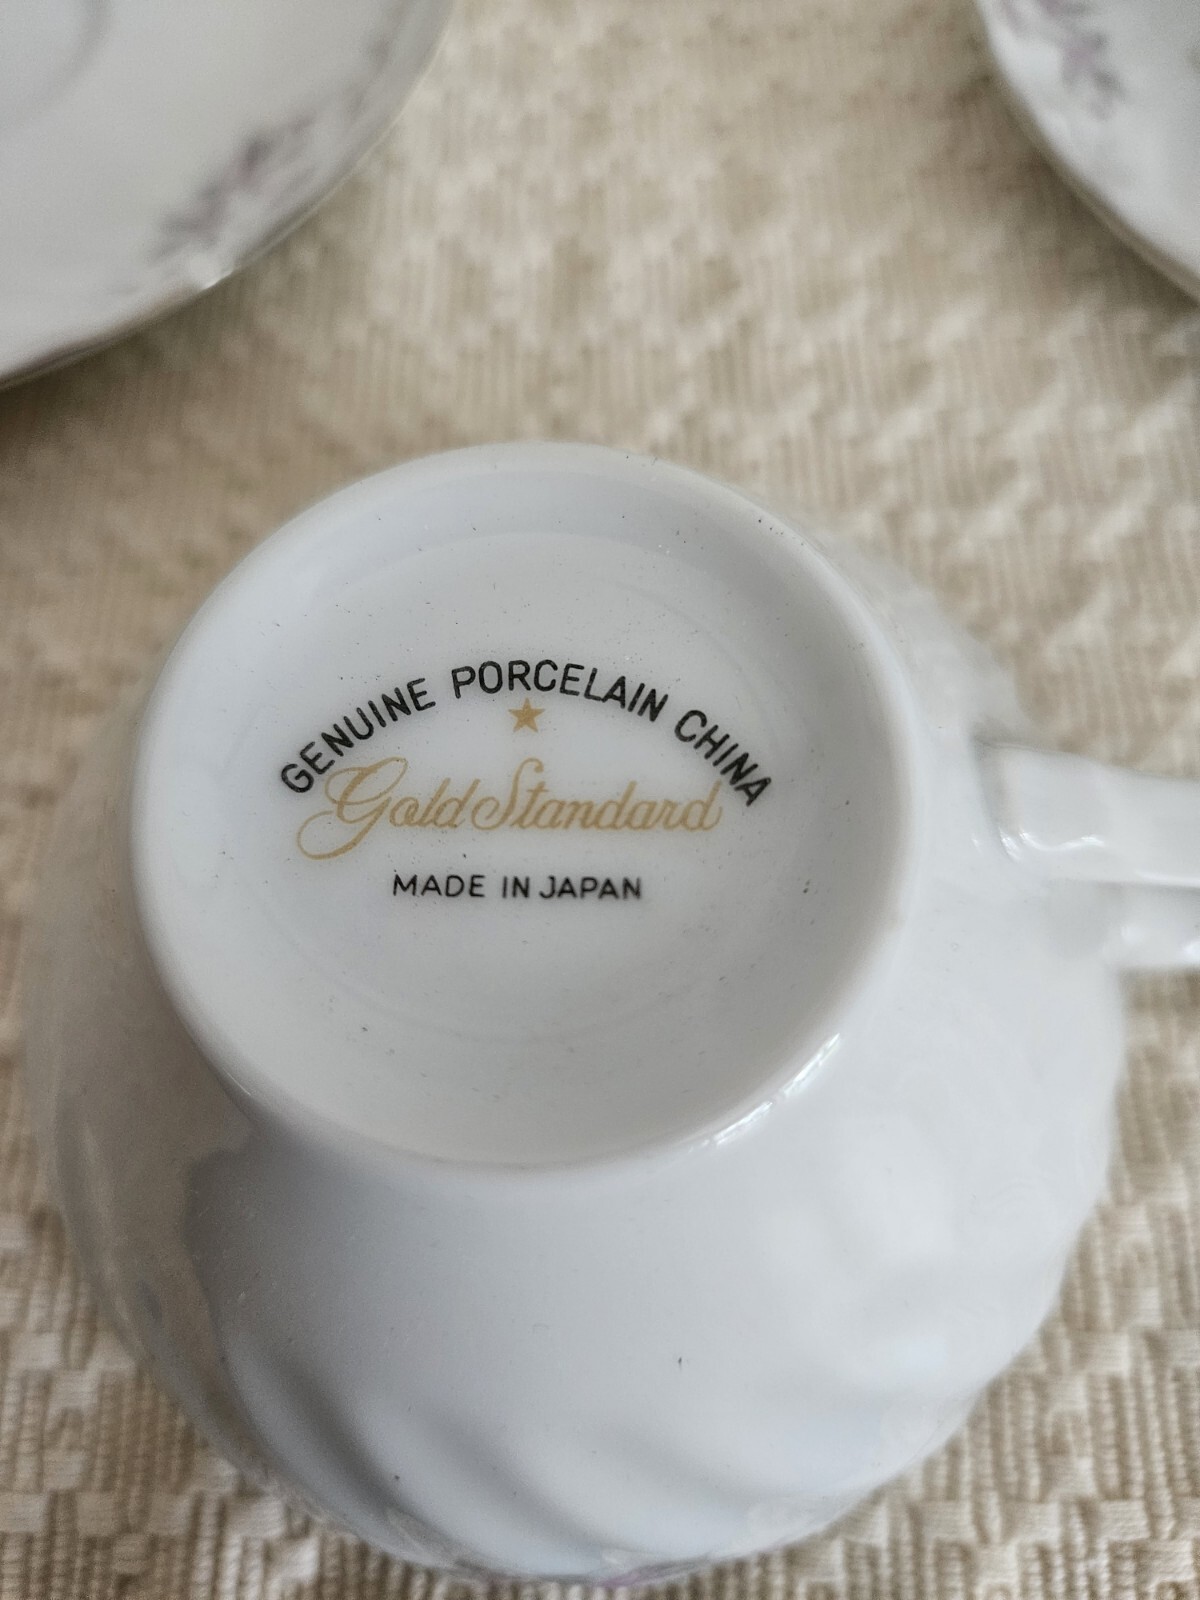 GENUINE PORCELAIN CHINA
Gold Standard
MADE IN JAPAN